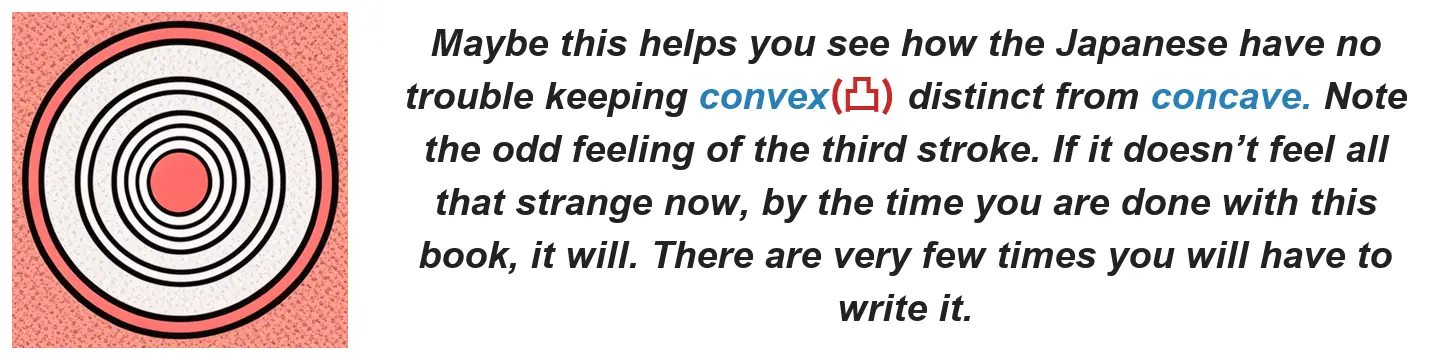 Maybe this helps you see how the Japanese have no
trouble keeping convex(凸) distinct from concave. Note
the odd feeling of the third stroke. If it doesn’t feel all
that strange now, by the time you are done with this
book, it will. There are very few times you will have to
write it.